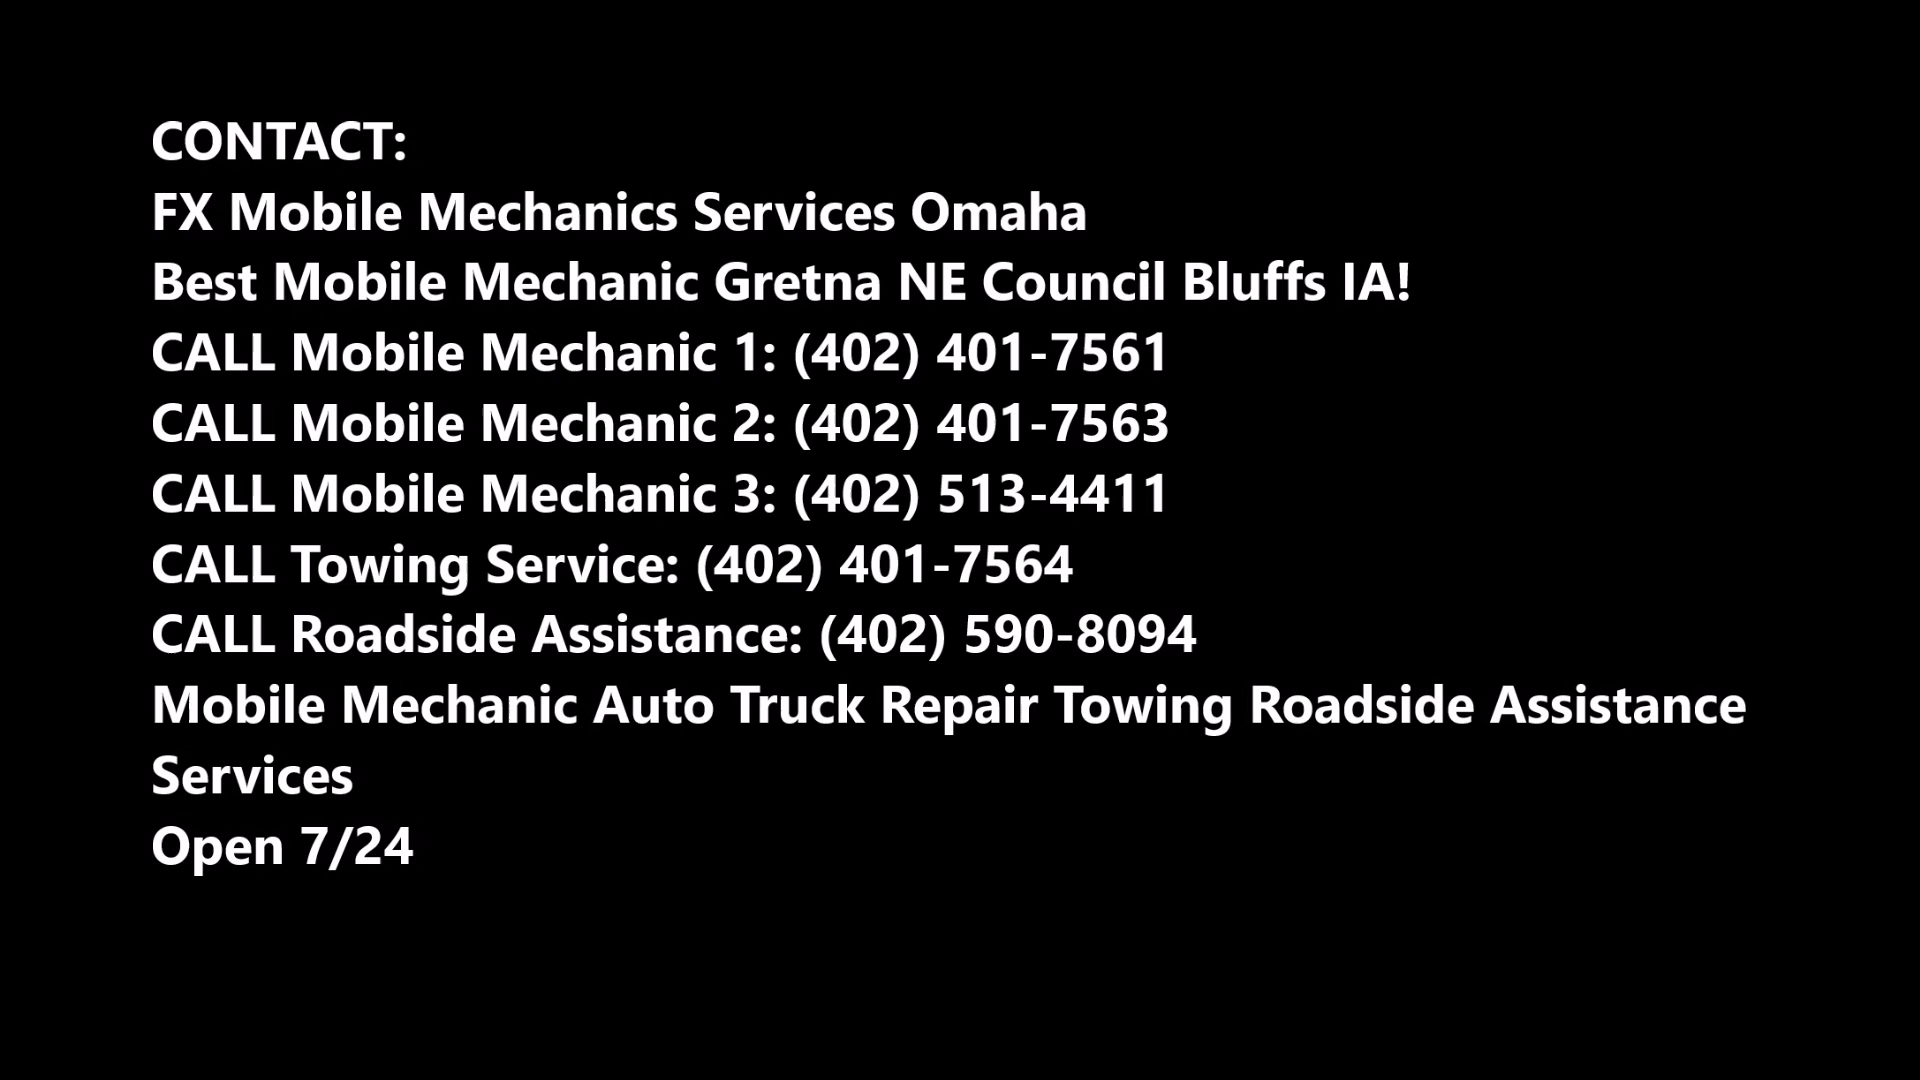 CONTACT:
FX Mobile Mechanics Services Omaha
Best Mobile Mechanic Gretna NE Council Bluffs IA!
CALL Mobile Mechanic 1: (402) 401-7561
CALL Mobile Mechanic 2: (402) 401-7563
CALL Mobile Mechanic 3: (402) 513-4411
CALL Towing Service: (402) 401-7564
CALL Roadside Assistance: (402) 590-8094
Mobile Mechanic Auto Truck Repair Towing Roadside Assistance
Services
Open 7/24